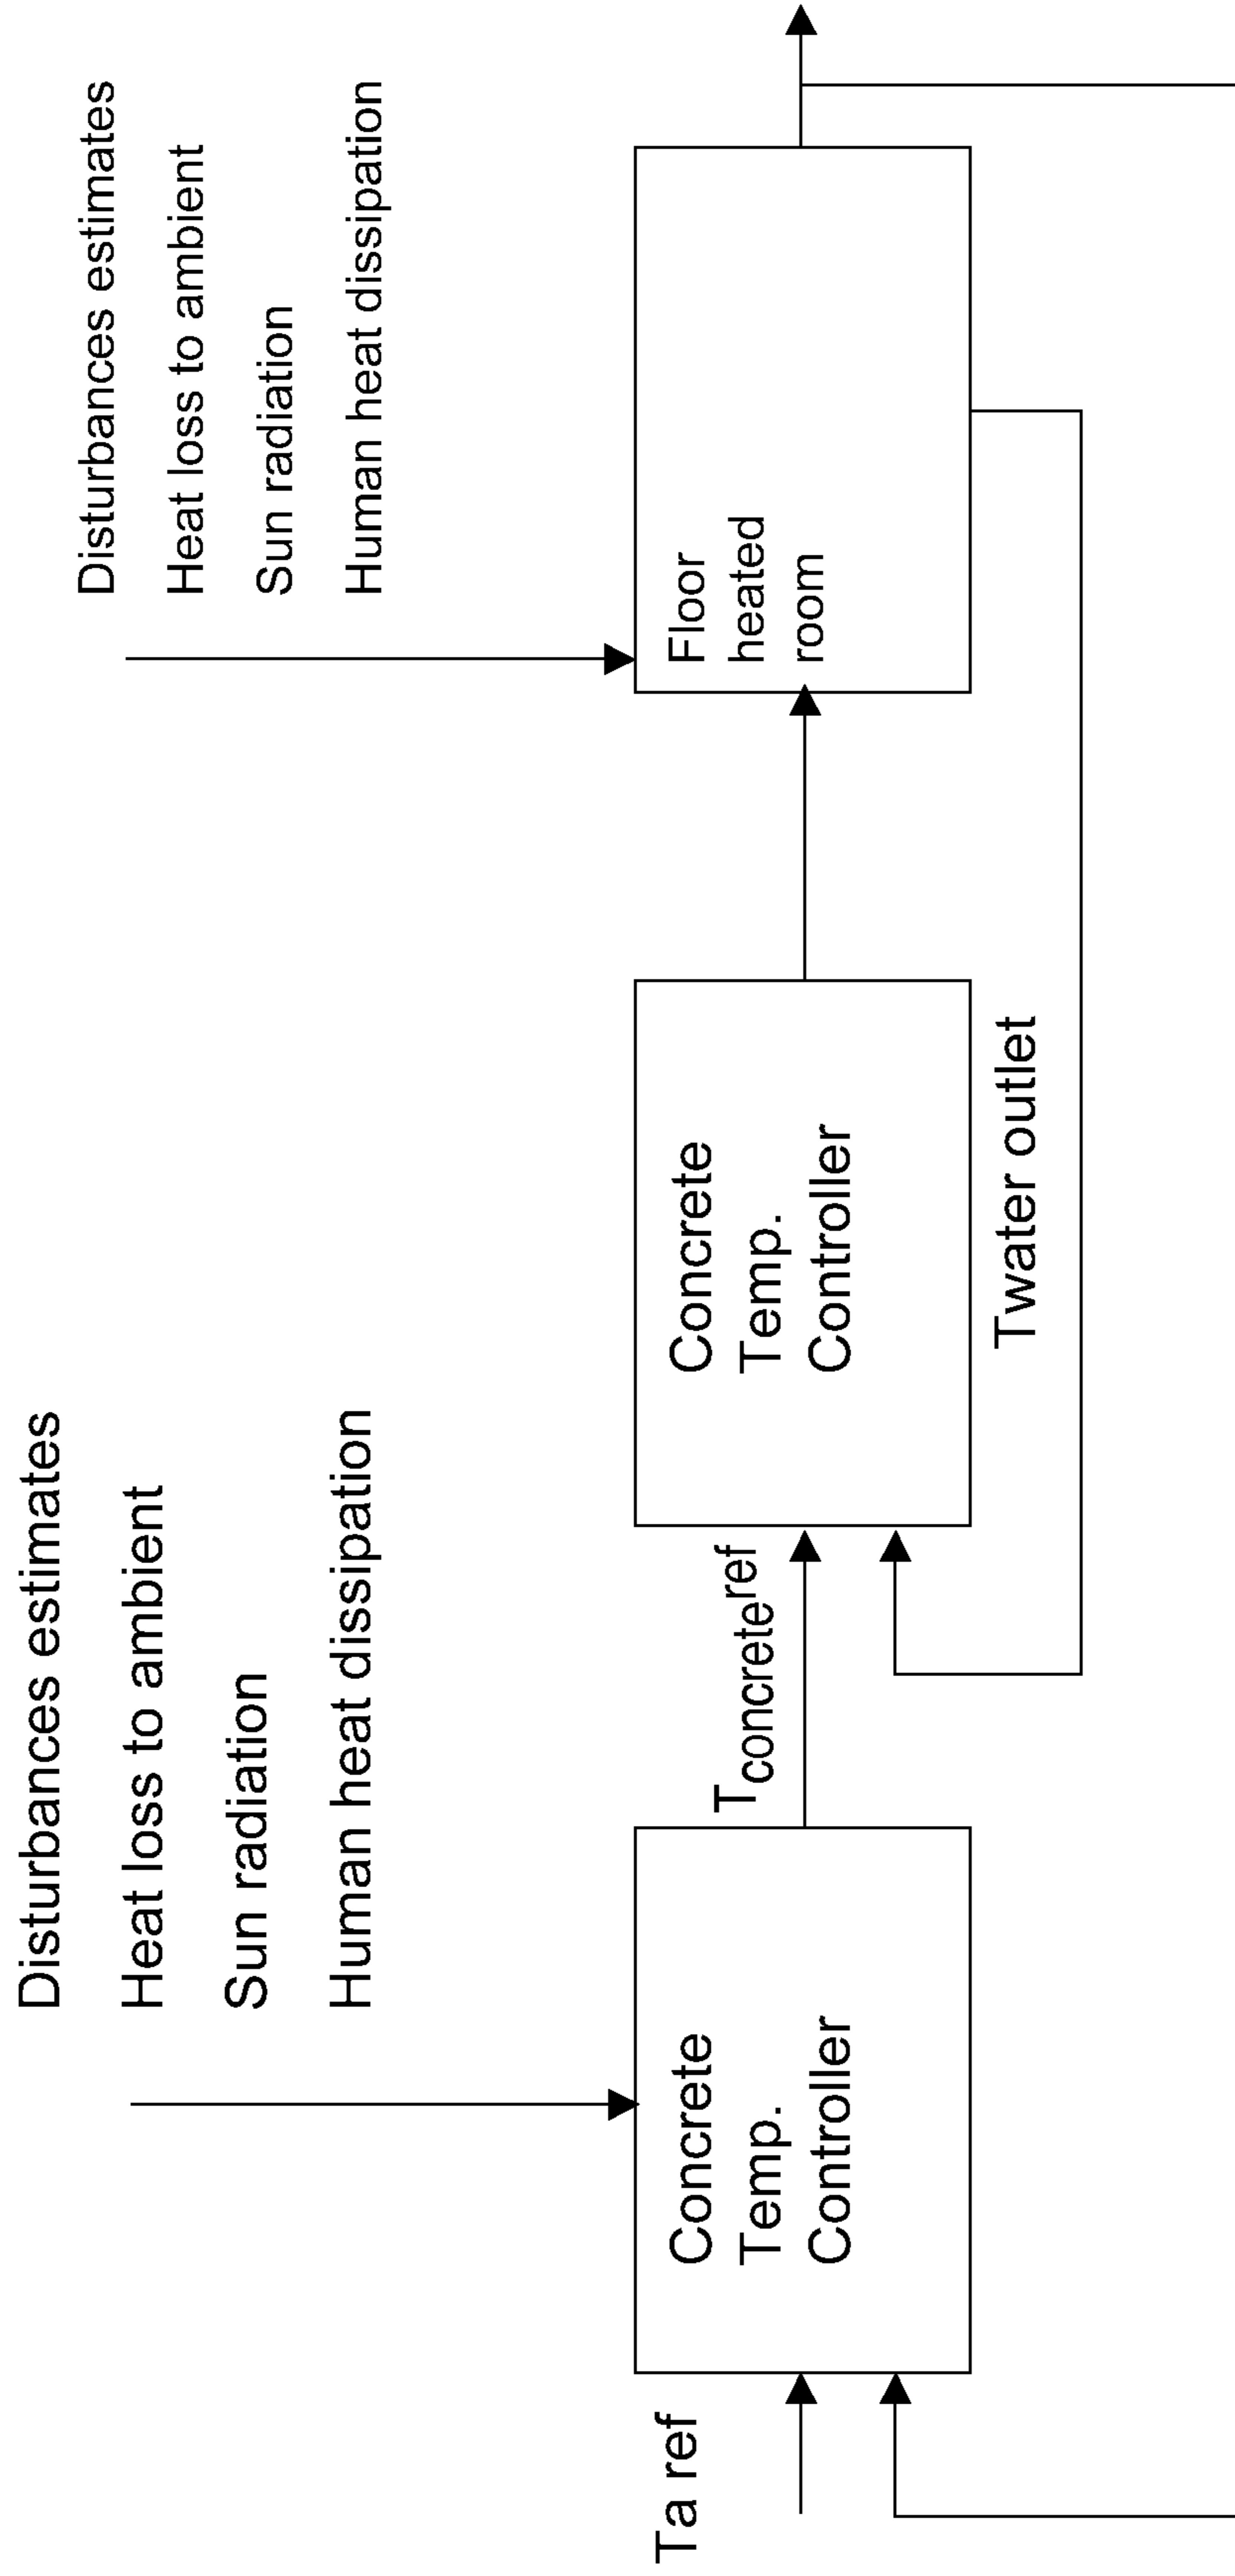 Disturbances estimates
Heat loss to ambient
Sun radiation
Human heat dissipation
Disturbances estimates
Heat loss to ambient
Sun radiation
Human heat dissipation
Ta ref
Concrete
Temp.
Controller
Tconcreteref
Concrete
Temp.
Controller
Floor
heated
room
Twater outlet